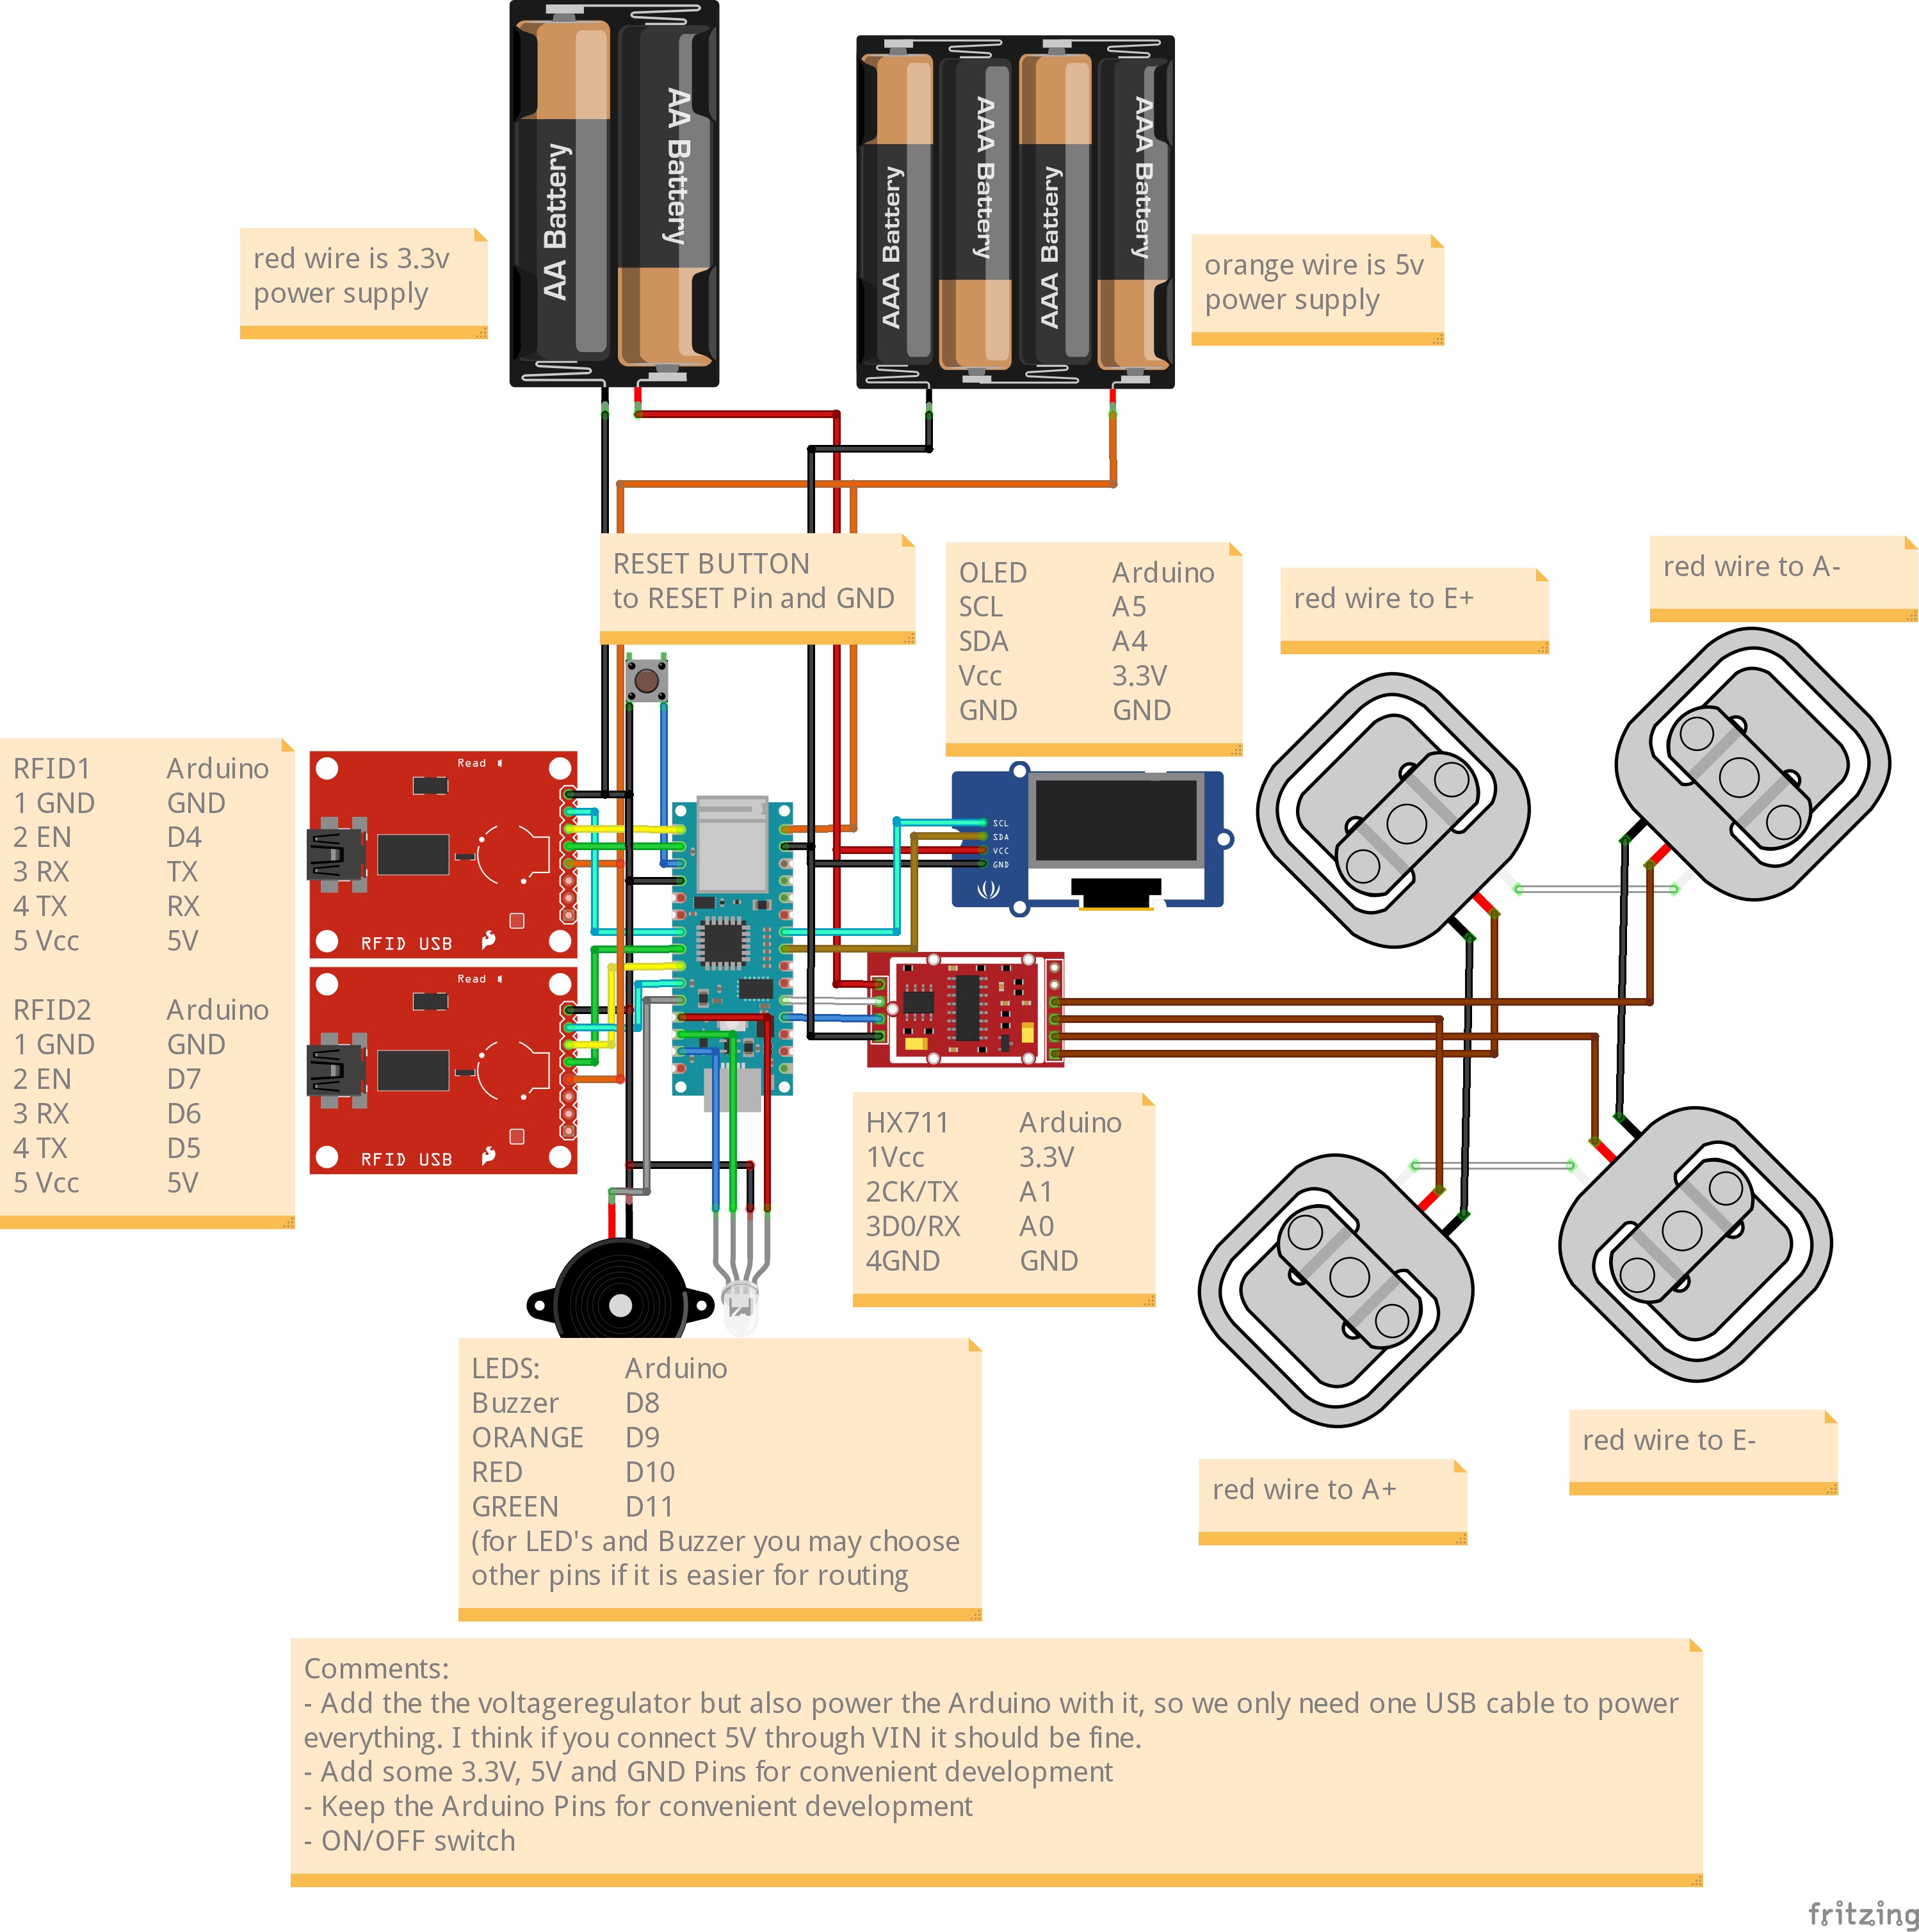 AA Battery
AA Battery
AAA Battery
AAA Battery
AAA Battery
AAA Battery
red wire is 3.3v
power supply
orange wire is 5v
power supply
RESET BUTTON
to RESET Pin and GND
OLED Arduino
SCL A5
SDA A4
Vcc 3.3V
GND GND
red wire to E+
red wire to A-
RFID1 Arduino
1 GND GND
2 EN D4
3 RX TX
4 TX RX
5 Vcc 5V
RFID2 Arduino
1 GND GND
2 EN D7
3 RX D6
4 TX D5
5 Vcc 5V
Read
RFID USB
Read
RFID USB
SCL
SDA
VCC
GND
HX711 Arduino
1Vcc 3.3V
2CK/TX A1
3D0/RX A0
4GND GND
red wire to A+
red wire to E-
LEDS: Arduino
Buzzer D8
ORANGE D9
RED D10
GREEN D11
(for LED's and Buzzer you may choose
other pins if it is easier for routing
Comments:
- Add the the voltageregulator but also power the Arduino with it, so we only need one USB cable to power
everything. I think if you connect 5V through VIN it should be fine.
- Add some 3.3V, 5V and GND Pins for convenient development
- Keep the Arduino Pins for convenient development
- ON/OFF switch
fritzing